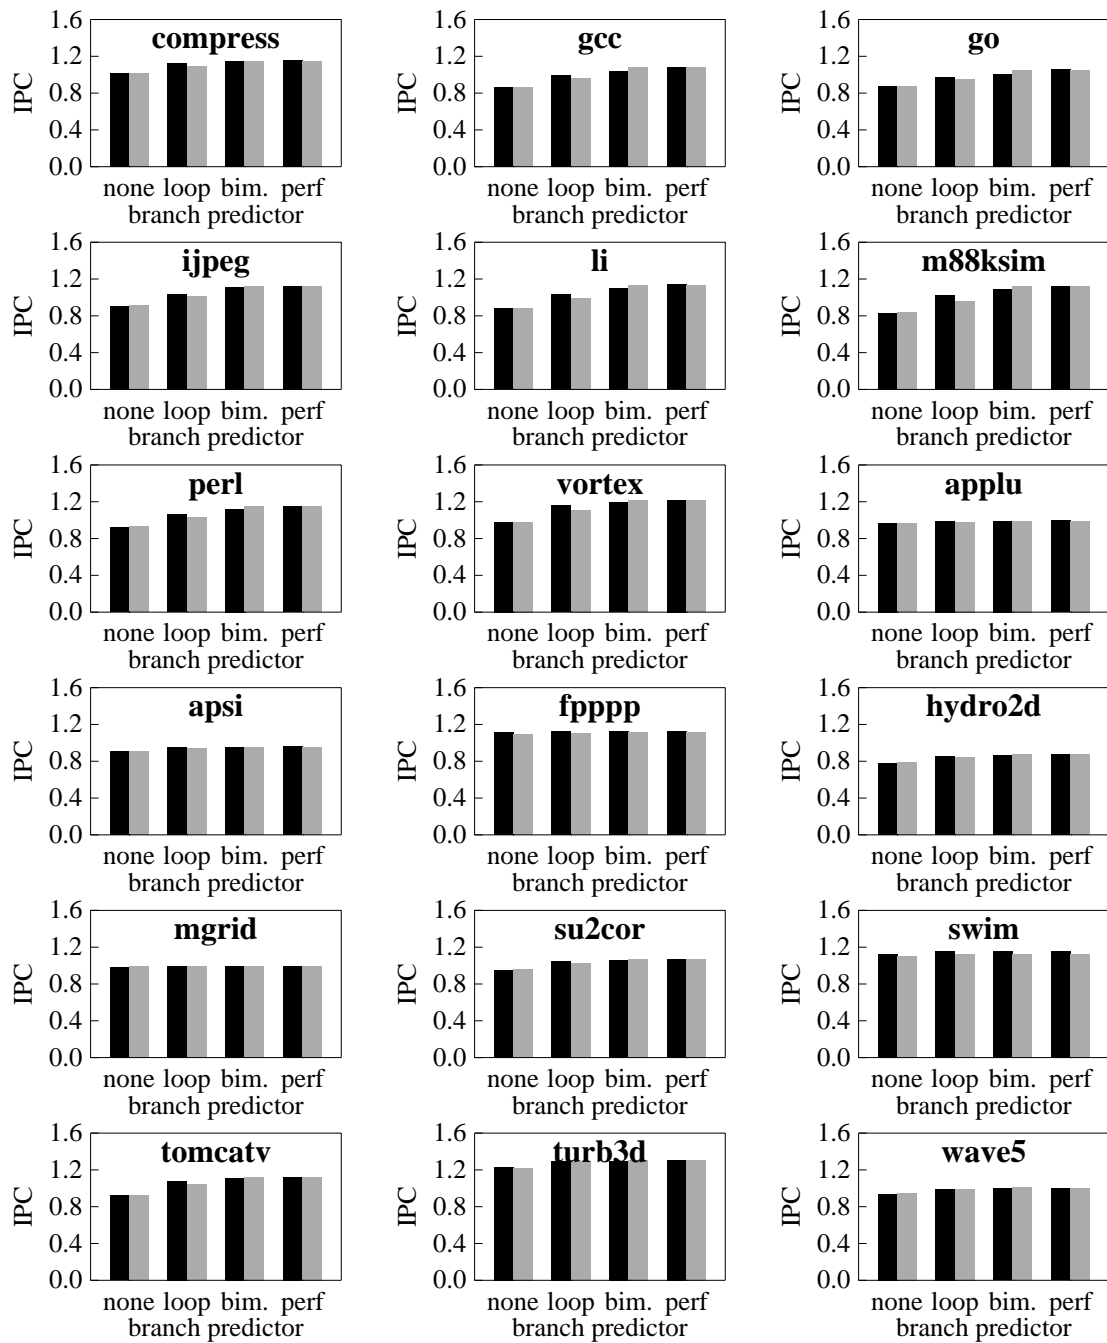 1.6
1.2
0.8
0.4
0.0
IPC
compress
none loop bim. perf
branch predictor
1.6
1.2
0.8
0.4
0.0
IPC
gcc
none loop bim. perf
branch predictor
1.6
1.2
0.8
0.4
0.0
IPC
go
none loop bim. perf
branch predictor
1.6
1.2
0.8
0.4
0.0
IPC
ijpeg
none loop bim. perf
branch predictor
1.6
1.2
0.8
0.4
0.0
IPC
li
none loop bim. perf
branch predictor
1.6
1.2
0.8
0.4
0.0
IPC
m88ksim
none loop bim. perf
branch predictor
1.6
1.2
0.8
0.4
0.0
IPC
perl
none loop bim. perf
branch predictor
1.6
1.2
0.8
0.4
0.0
IPC
vortex
none loop bim. perf
branch predictor
1.6
1.2
0.8
0.4
0.0
IPC
applu
none loop bim. perf
branch predictor
1.6
1.2
0.8
0.4
0.0
IPC
apsi
none loop bim. perf
branch predictor
1.6
1.2
0.8
0.4
0.0
IPC
fpppp
none loop bim. perf
branch predictor
1.6
1.2
0.8
0.4
0.0
IPC
hydro2d
none loop bim. perf
branch predictor
1.6
1.2
0.8
0.4
0.0
IPC
mgrid
none loop bim. perf
branch predictor
1.6
1.2
0.8
0.4
0.0
IPC
su2cor
none loop bim. perf
branch predictor
1.6
1.2
0.8
0.4
0.0
IPC
swim
none loop bim. perf
branch predictor
1.6
1.2
0.8
0.4
0.0
IPC
tomcatv
none loop bim. perf
branch predictor
1.6
1.2
0.8
0.4
0.0
IPC
turb3d
none loop bim. perf
branch predictor
1.6
1.2
0.8
0.4
0.0
IPC
wave5
none loop bim. perf
branch predictor